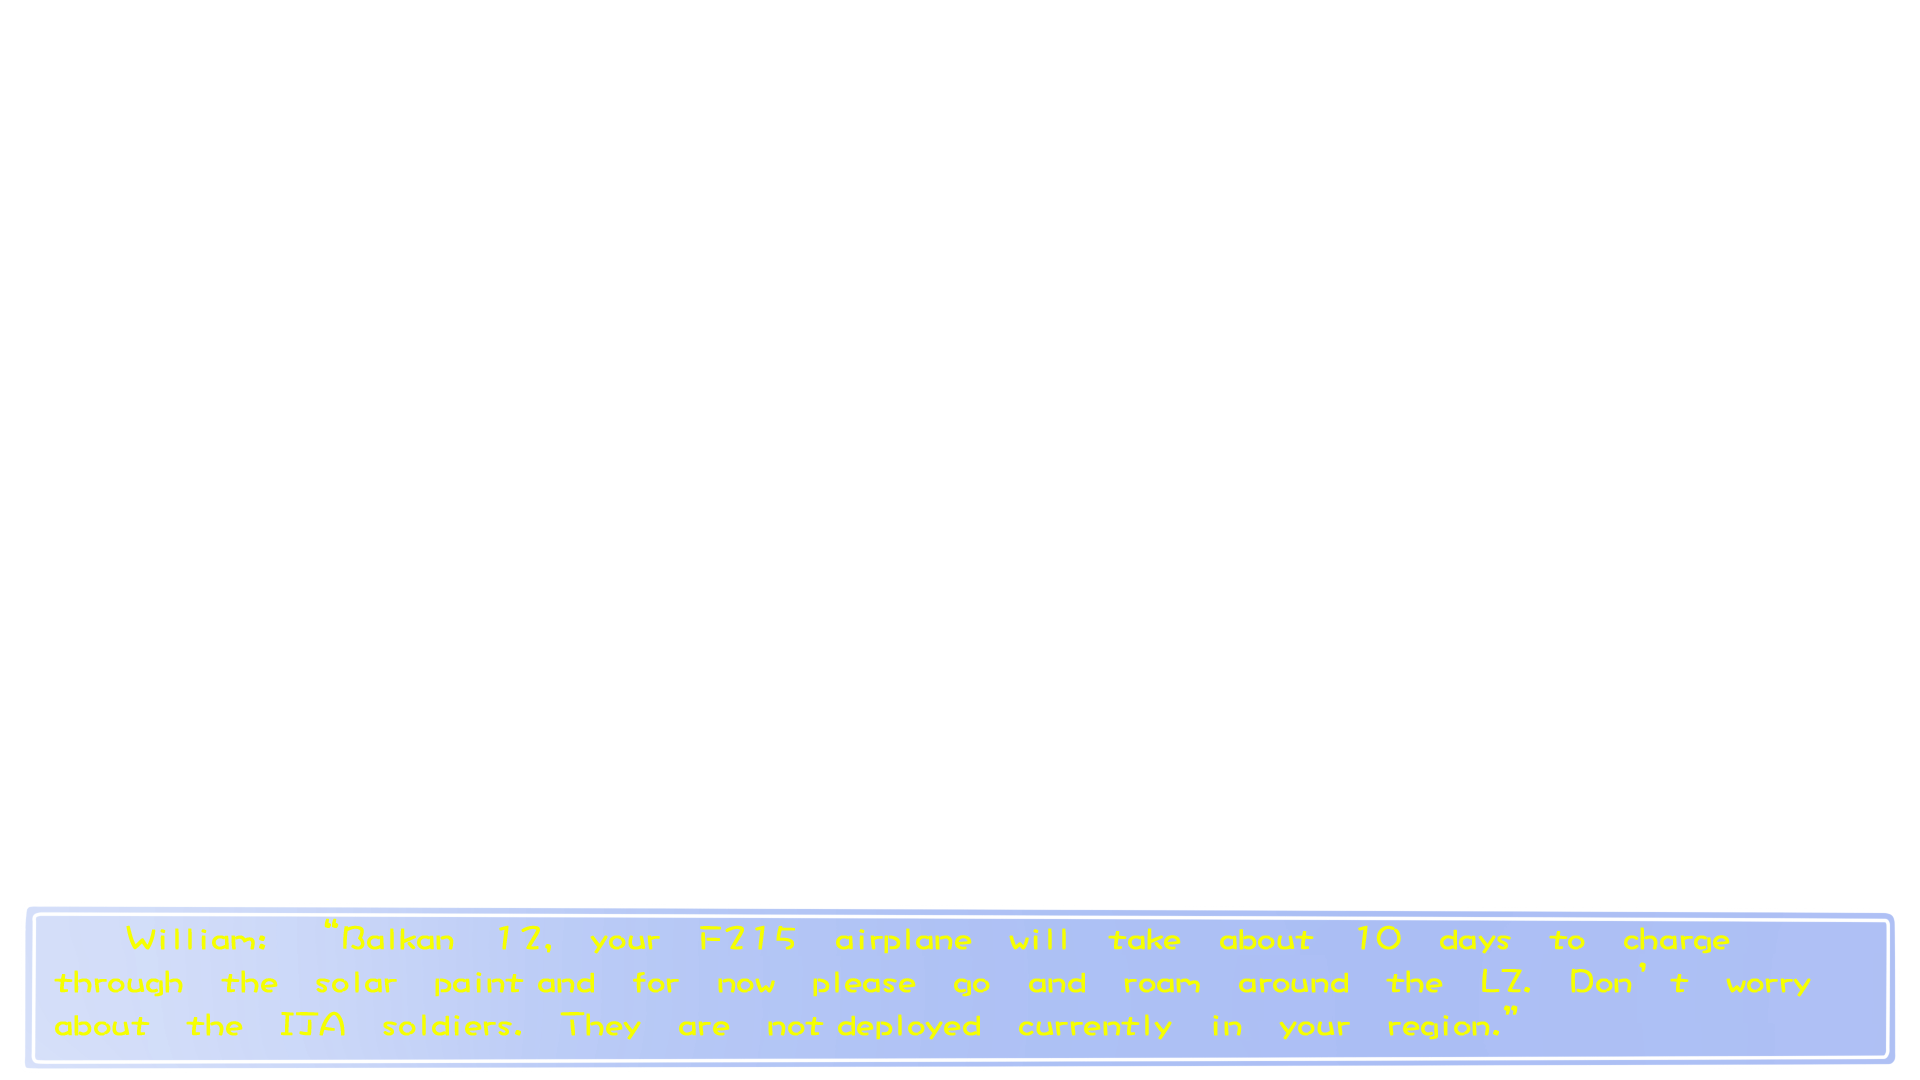 William: “Balkan 12, your F215 airplane will take about 10 days to charge
through the solar paint and for now please go and roam around the LZ. Don’t worry
about the IJA soldiers. They are not deployed currently in your region.”